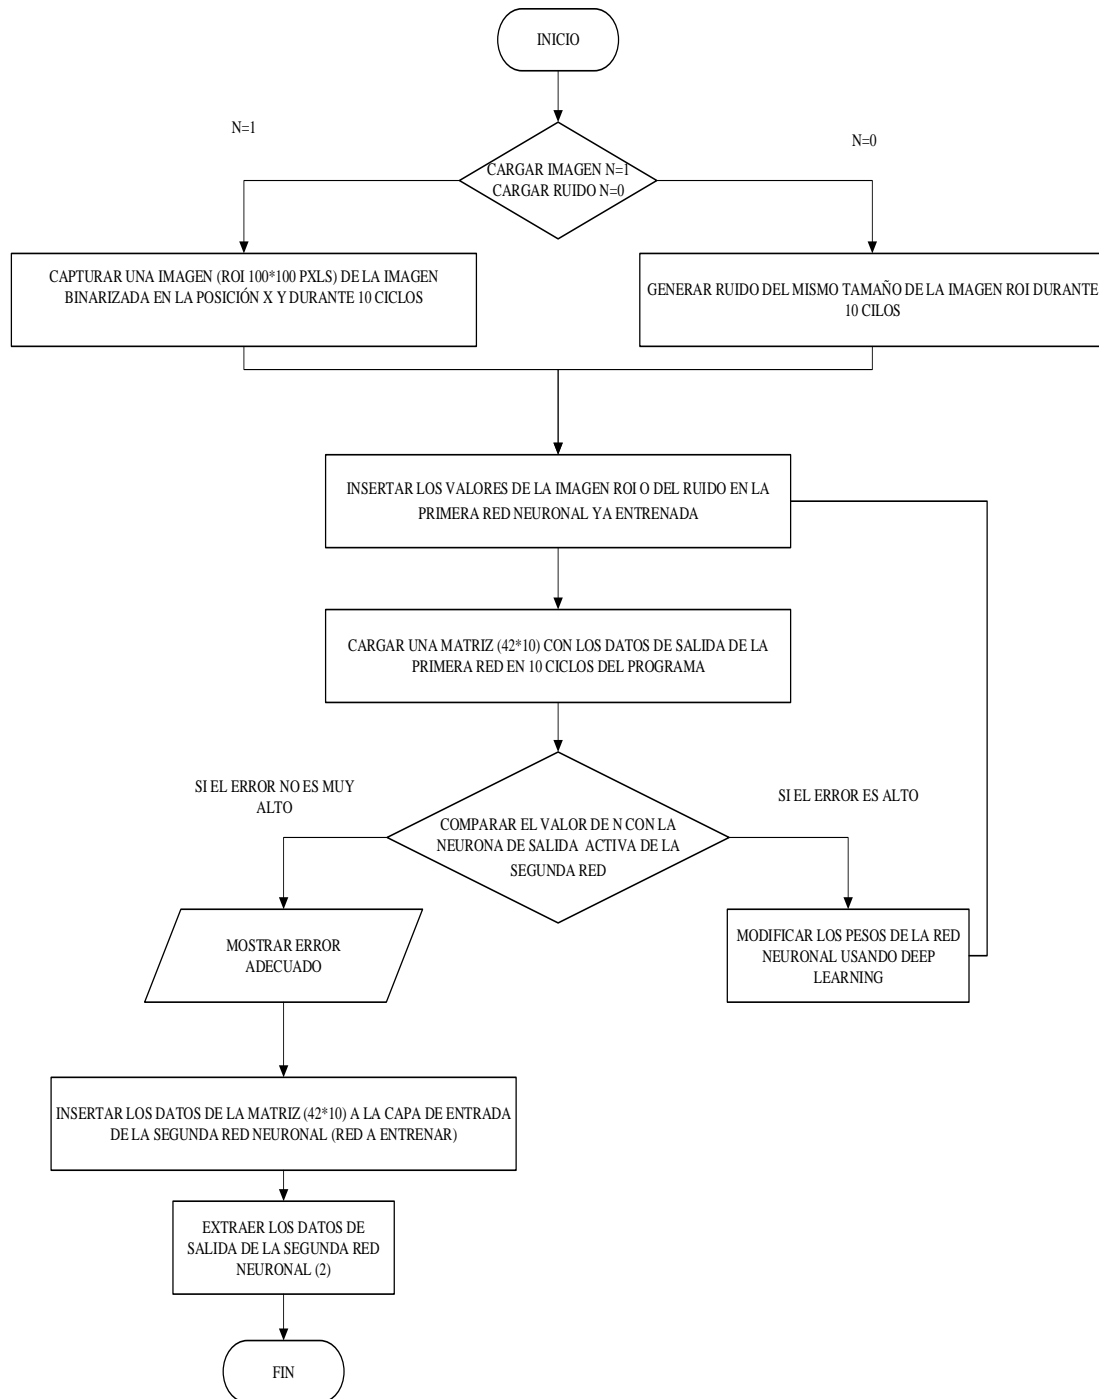 INICIO
N=1
N=0
CARGAR IMAGEN N=1
CARGAR RUIDO N=0
CAPTURAR UNA IMAGEN (ROI 100*100 PXLS) DE LA IMAGEN
BINARIZADA EN LA POSICIÓN X Y DURANTE 10 CICLOS
GENERAR RUIDO DEL MISMO TAMAÑO DE LA IMAGEN ROI DURANTE
10 CILOS
INSERTAR LOS VALORES DE LA IMAGEN ROI O DEL RUIDO EN LA
PRIMERA RED NEURONAL YA ENTRENADA
CARGAR UNA MATRIZ (42*10) CON LOS DATOS DE SALIDA DE LA
PRIMERA RED EN 10 CICLOS DEL PROGRAMA
SI EL ERROR NO ES MUY
ALTO
SI EL ERROR ES ALTO
COMPARAR EL VALOR DE N CON LA
NEURONA DE SALIDA ACTIVA DE LA
SEGUNDA RED
MOSTRAR ERROR
ADECUADO
MODIFICAR LOS PESOS DE LA RED
NEURONAL USANDO DEEP
LEARNING
INSERTAR LOS DATOS DE LA MATRIZ (42*10) A LA CAPA DE ENTRADA
DE LA SEGUNDA RED NEURONAL (RED A ENTRENAR)
EXTRAER LOS DATOS DE
SALIDA DE LA SEGUNDA RED
NEURONAL (2)
FIN